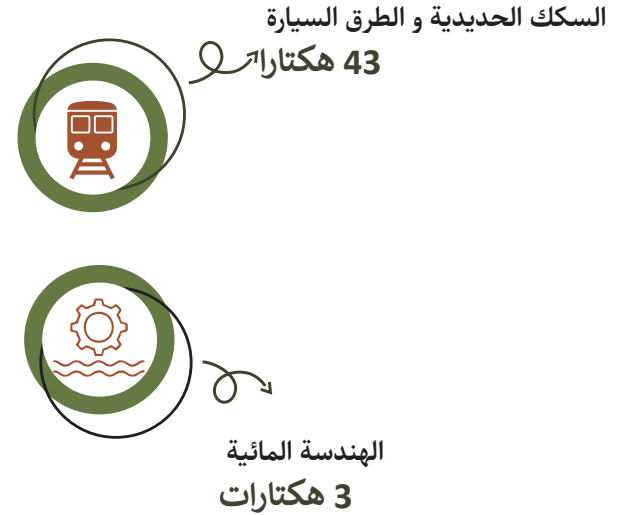 السكك الحديدية و الطرق السيارة
43 هكتارا
الهندسة المائية
3 هكتارات